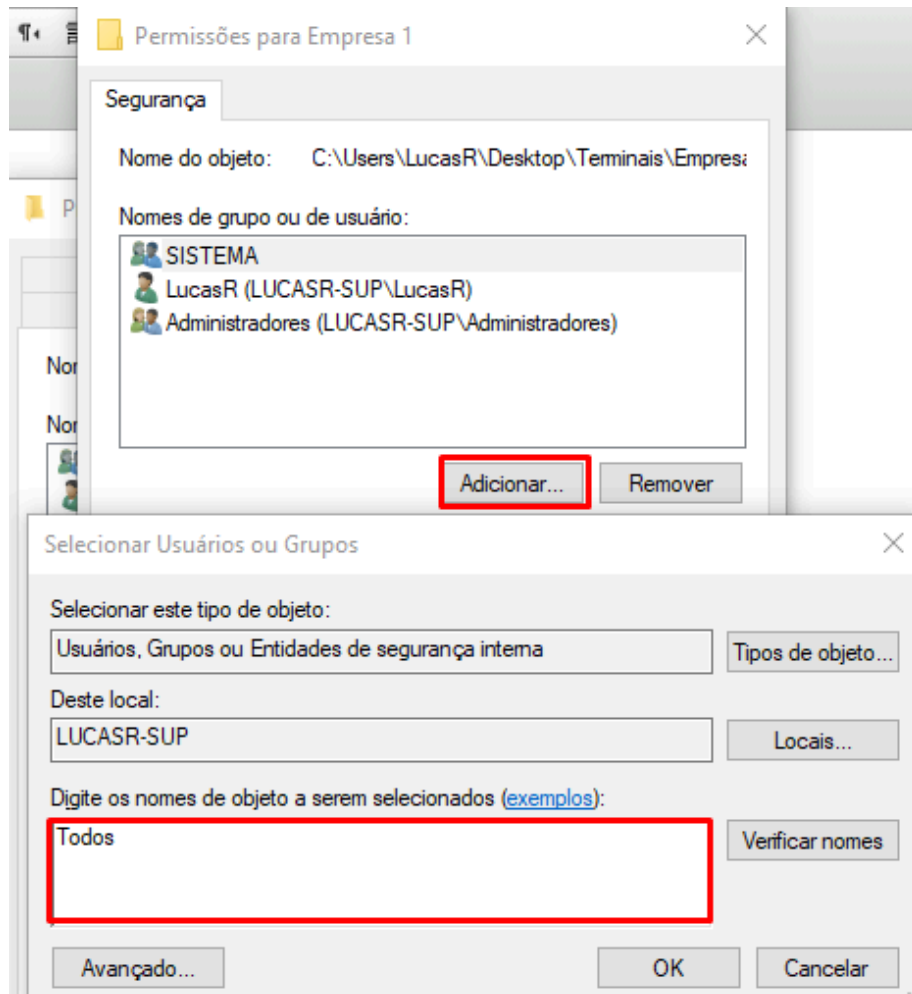 Permissões para Empresa 1
Segurança
Nome do objeto: C:\Users\LucasR\Desktop\Terminais\Empresa
P
Nomes de grupo ou de usuário:
SISTEMA
LucasR (LUCASR-SUP\LucasR)
Administradores (LUCASR-SUP\Administradores)
Nor
Nor
Adicionar... Remover
Selecionar Usuários ou Grupos
Selecionar este tipo de objeto:
Usuários, Grupos ou Entidades de segurança interna Tipos de objeto...
Deste local:
LUCASR-SUP Locais...
Digite os nomes de objeto a serem selecionados (exemplos):
Todos Verificar nomes
Avançado... OK Cancelar